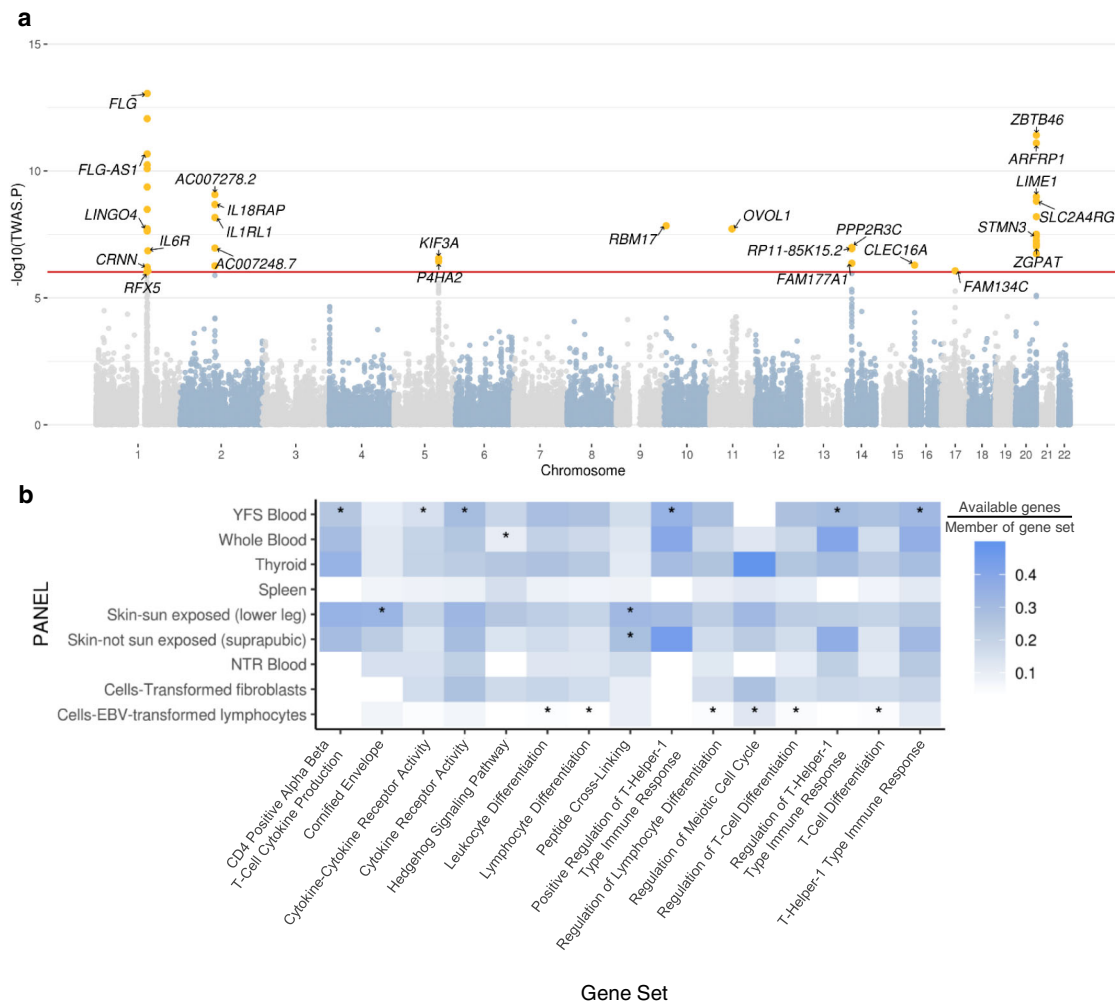 a
15
10
5
0
-log10(TWAS.P)
FLG
FLG-AS1
LINGO4
IL6R
CRNN
RFX5
AC007278.2
IL18RAP
IL1RL1
AC007248.7
KIF3A
P4HA2
RBM17
OVOL1
PPP2R3C
RP11-85K15.2
CLEC16A
FAM177A1
FAM134C
ZBTB46
ARFRP1
LIME1
SLC2A4RG
STMN3
ZGPAT
1 2 3 4 5 6 7 8 9 10 11 12 13 14 15 16 17 18 19 20 21 22
Chromosome
b
PANEL
YFS Blood
Whole Blood
Thyroid
Spleen
Skin-sun exposed (lower leg)
Skin-not sun exposed (suprapubic)
NTR Blood
Cells-Transformed fibroblasts
Cells-EBV-transformed lymphocytes
* * * * * *
*
* *
*
* * * * * *
Available genes
Member of gene set
0.4
0.3
0.2
0.1
CD4 Positive Alpha Beta
T-Cell Cytokine Production
Cornified Envelope
Cytokine-Cytokine Receptor Activity
Cytokine Receptor Activity
Hedgehog Signaling Pathway
Leukocyte Differentiation
Lymphocyte Differentiation
Peptide Cross-Linking
Positive Regulation of T-Helper-1
Type Immune Response
Regulation of Lymphocyte Differentiation
Regulation of Meiotic Cell Cycle
Regulation of T-Cell Differentiation
Regulation of T-Helper-1
Type Immune Response
T-Cell Differentiation
T-Helper-1 Type Immune Response
Gene Set